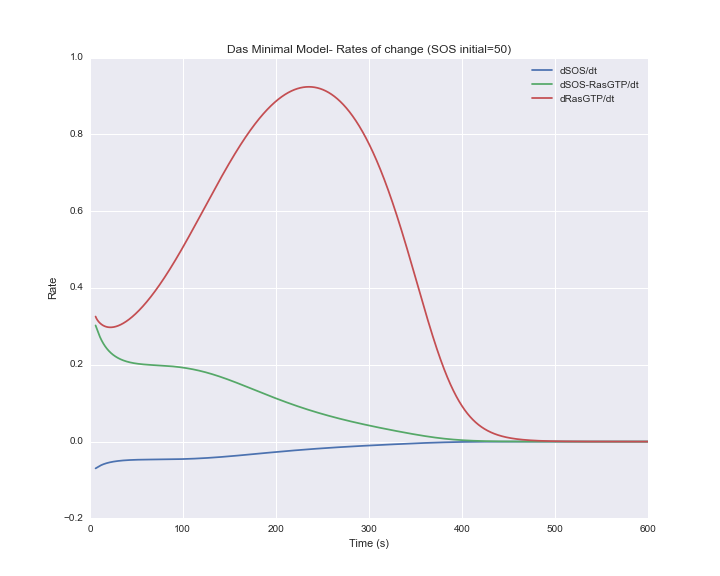 Das Minimal Model- Rates of change (SOS initial=50)
1.0
0.8
0.6
0.4
0.2
0.0
−0.2
Rate
dSOS/dt
dSOS-RasGTP/dt
dRasGTP/dt
0 100 200 300 400 500 600
Time (s)